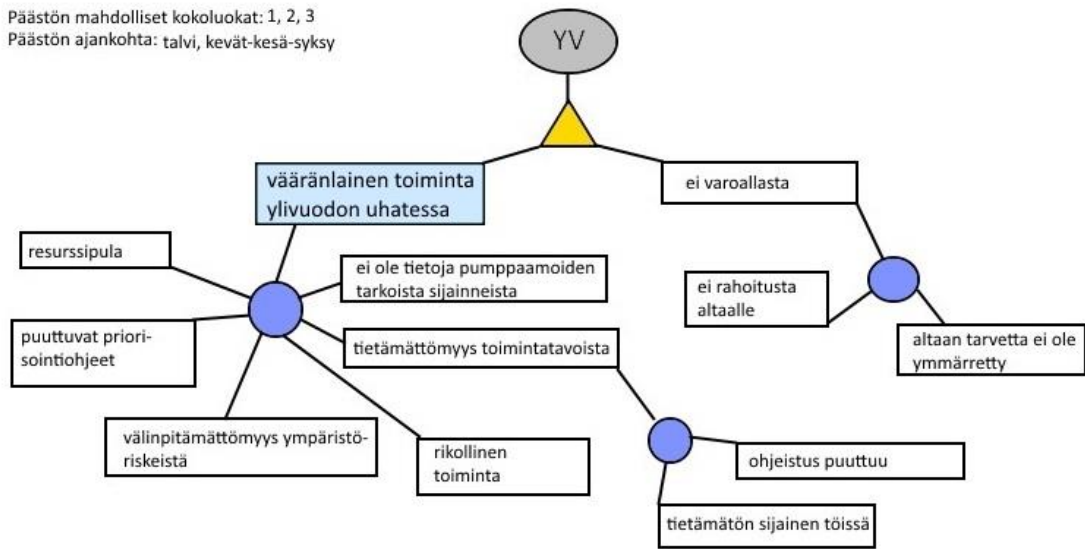 Päästön mahdolliset kokoluokat: 1, 2, 3
Päästön ajankohta: talvi, kevät-kesä-syksy
YV
vääränlainen toiminta
ylivuodon uhatessa
ei varoallasta
resurssipula
ei ole tietoja pumppaamoiden
tarkoista sijainneista
ei rahoitusta
altaalle
puuttuvat priori-
sointiohjeet
tietämättömyys toimintatavoista
altaan tarvetta ei ole
ymmärretty
välinpitämättömyys ympäristö-
riskeistä
rikollinen
toiminta
ohjeistus puuttuu
tietämätön sijainen töissä